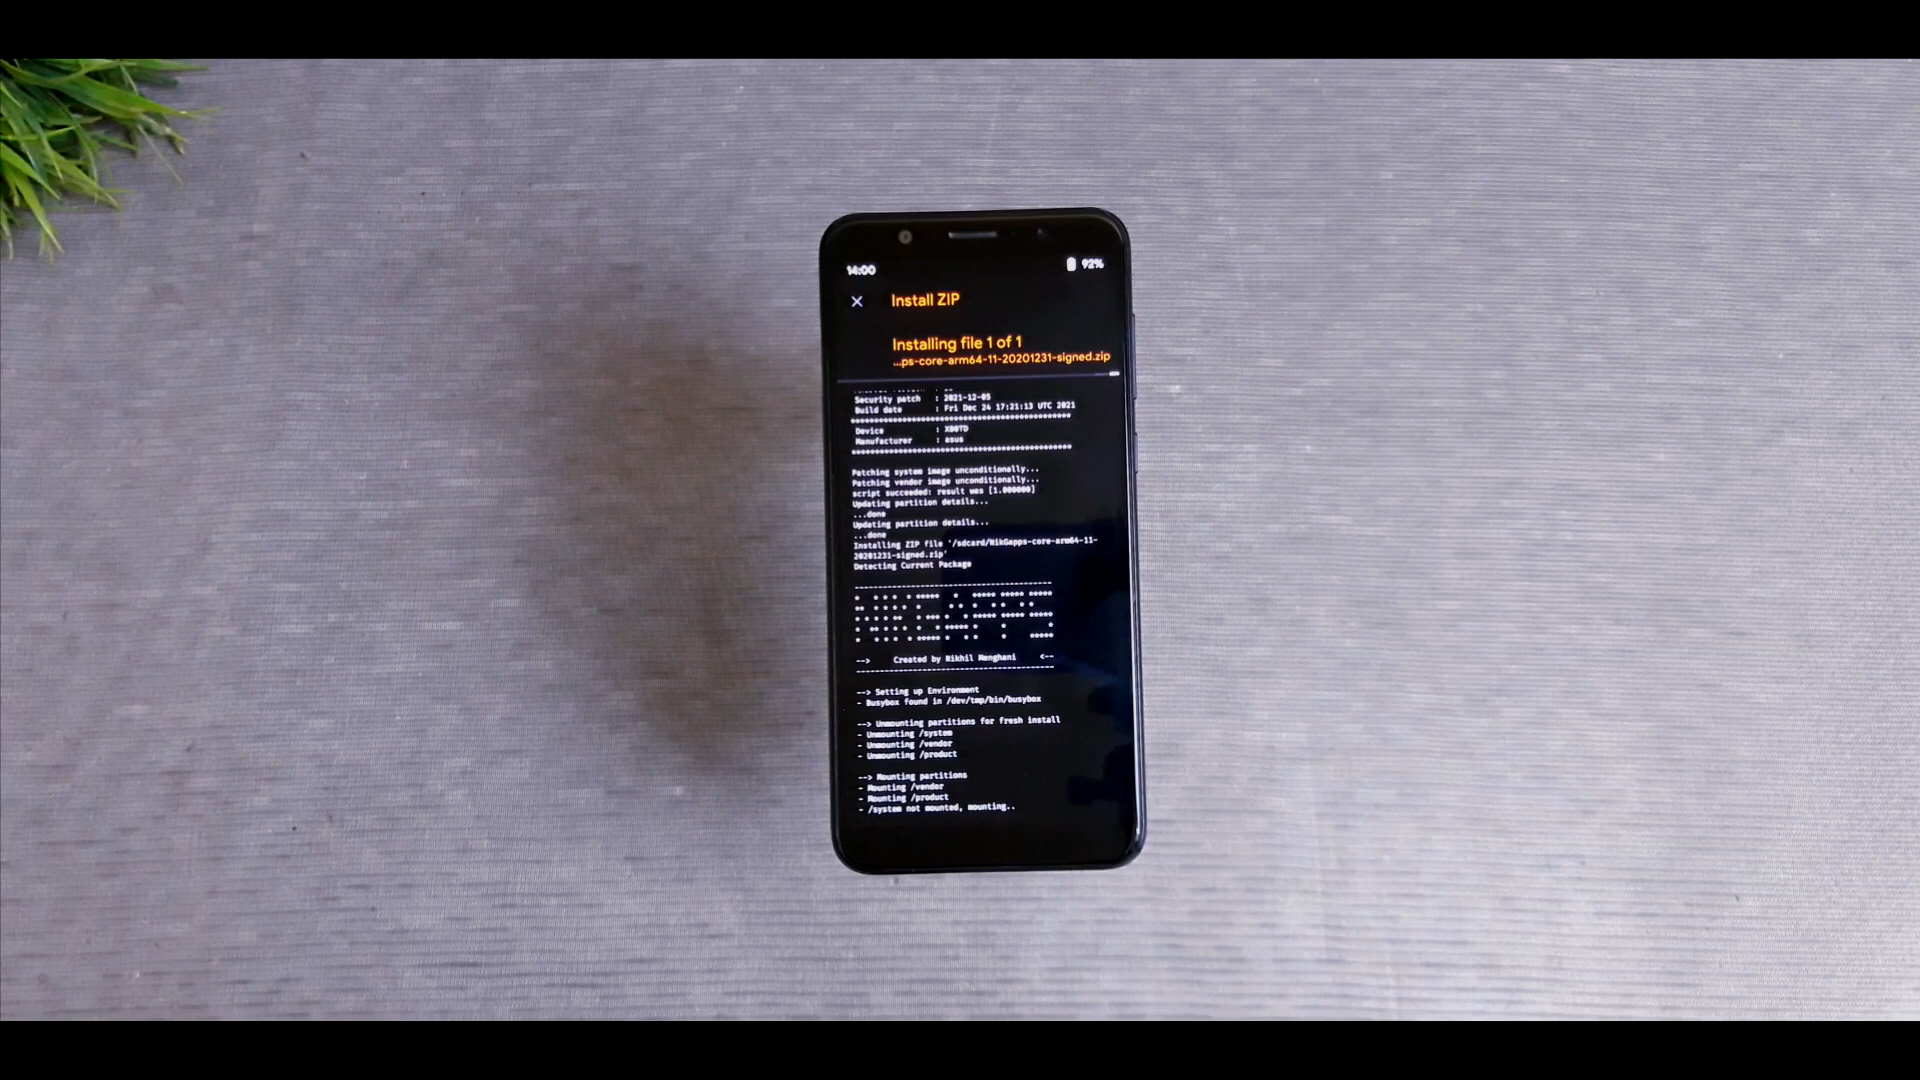 14:00
92%
Install ZIP
Installing file 1 of 1
...ps-core-arm64-11-20201231-signed.zip
Security patch : 2021-12-05
Build date : Fri Dec 24 17:21:13 UTC 2021
****************************************
Device : X00TD
Manufacturer : asus
****************************************
Patching system image unconditionally...
Patching vendor image unconditionally...
script succeeded: result was [1.000000]
Updating partition details...
...done
Updating partition details...
...done
Installing ZIP file '/sdcard/NikGapps-core-arm64-11-
20201231-signed.zip'
Detecting Current Package
NIKGAPPS
--> Created by Nikhil Menghani <--
--> Setting up Environment
- Busybox found in /dev/tmp/bin/busybox
--> Unmounting partitions for fresh install
- Unmounting /system
- Unmounting /vendor
- Unmounting /product
--> Mounting partitions
- Mounting /vendor
- Mounting /product
- /system not mounted, mounting..